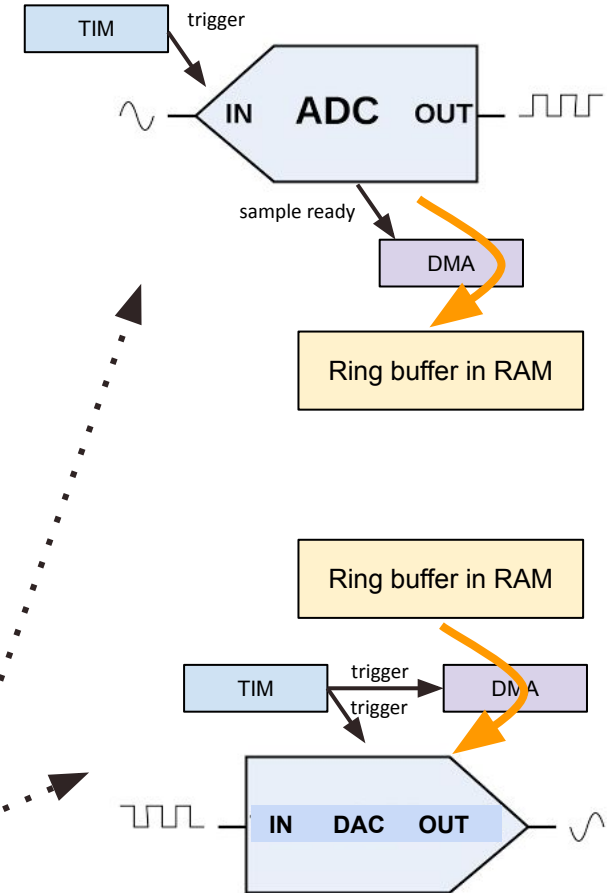 TIM
trigger
IN ADC OUT
sample ready
DMA
Ring buffer in RAM
Ring buffer in RAM
TIM
trigger
DMA
trigger
IN DAC OUT